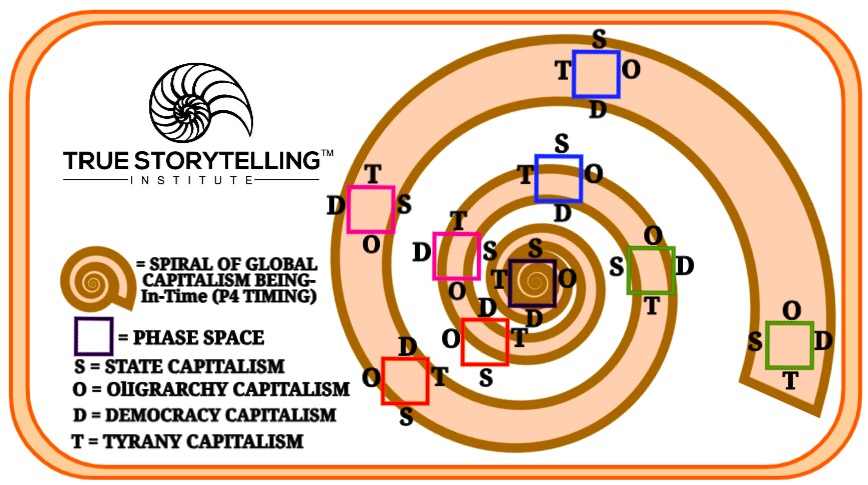 TRUE STORYTELLING™
INSTITUTE
= SPIRAL OF GLOBAL
CAPITALISM BEING-
In-Time (P4 TIMING)
= PHASE SPACE
S = STATE CAPITALISM
O = OlIGRARCHY CAPITALISM
D = DEMOCRACY CAPITALISM
T = TYRANY CAPITALISM
S
T O
D
S
T O
D
T
D S
O
T
D S
O
S
T O
D
O
S D
T
O
S D
T
D
O T
S
D
O T
S